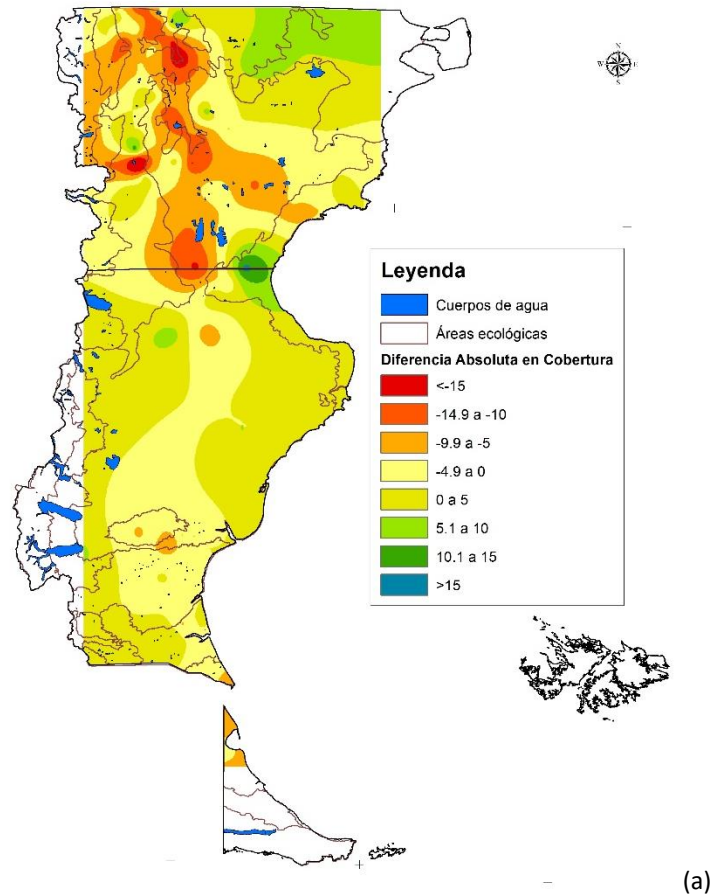 N
W E
S
Leyenda
Cuerpos de agua
Áreas ecológicas
Diferencia Absoluta en Cobertura
<-15
-14.9 a -10
-9.9 a -5
-4.9 a 0
0 a 5
5.1 a 10
10.1 a 15
>15
(a)